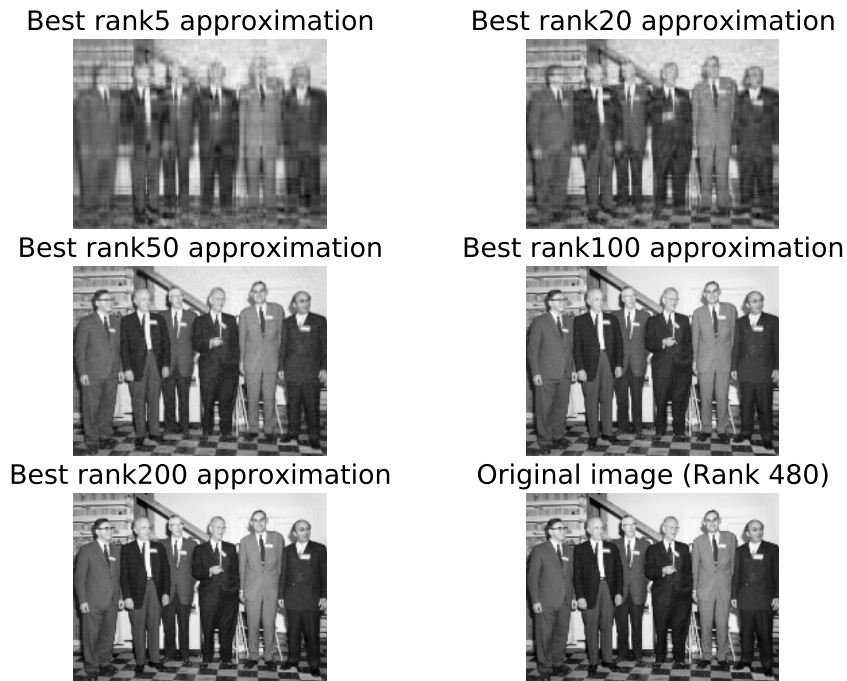 Best rank5 approximation
Best rank20 approximation
Best rank50 approximation
Best rank100 approximation
Best rank200 approximation
Original image (Rank 480)